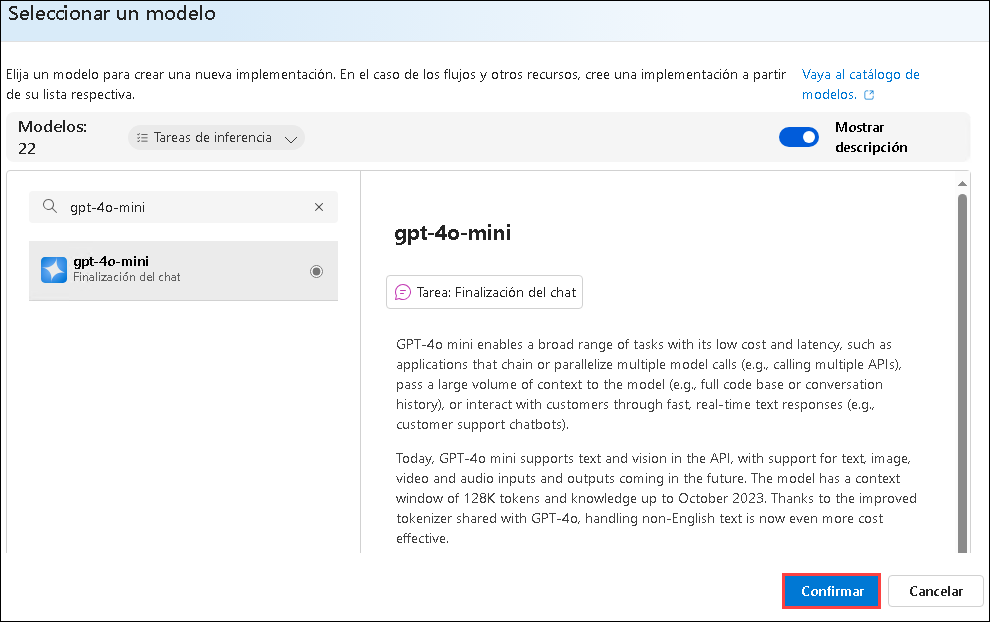 Seleccionar un modelo
Elija un modelo para crear una nueva implementación. En el caso de los flujos y otros recursos, cree una implementación a partir
de su lista respectiva.
Vaya al catálogo de
modelos.
Modelos:
22
Tareas de inferencia
Mostrar
descripción
gpt-4o-mini
gpt-4o-mini
Finalización del chat
gpt-4o-mini
Tarea: Finalización del chat
GPT-4o mini enables a broad range of tasks with its low cost and latency, such as
applications that chain or parallelize multiple model calls (e.g., calling multiple APIs),
pass a large volume of context to the model (e.g., full code base or conversation
history), or interact with customers through fast, real-time text responses (e.g.,
customer support chatbots).
Today, GPT-4o mini supports text and vision in the API, with support for text, image,
video and audio inputs and outputs coming in the future. The model has a context
window of 128K tokens and knowledge up to October 2023. Thanks to the improved
tokenizer shared with GPT-4o, handling non-English text is now even more cost
effective.
Confirmar
Cancelar